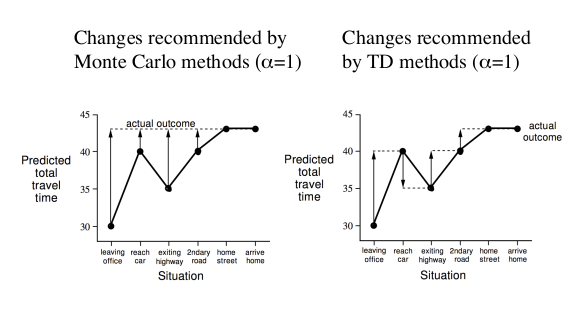 Changes recommended by
Monte Carlo methods (α=1)
Changes recommended
by TD methods (α=1)
45
40
35
30
Predicted
total
travel
time
actual outcome
leaving
office
reach
car
exiting
highway
2ndary
road
home
street
arrive
home
Situation
45
40
35
30
Predicted
total
travel
time
actual
outcome
leaving
office
reach
car
exiting
highway
2ndary
road
home
street
arrive
home
Situation